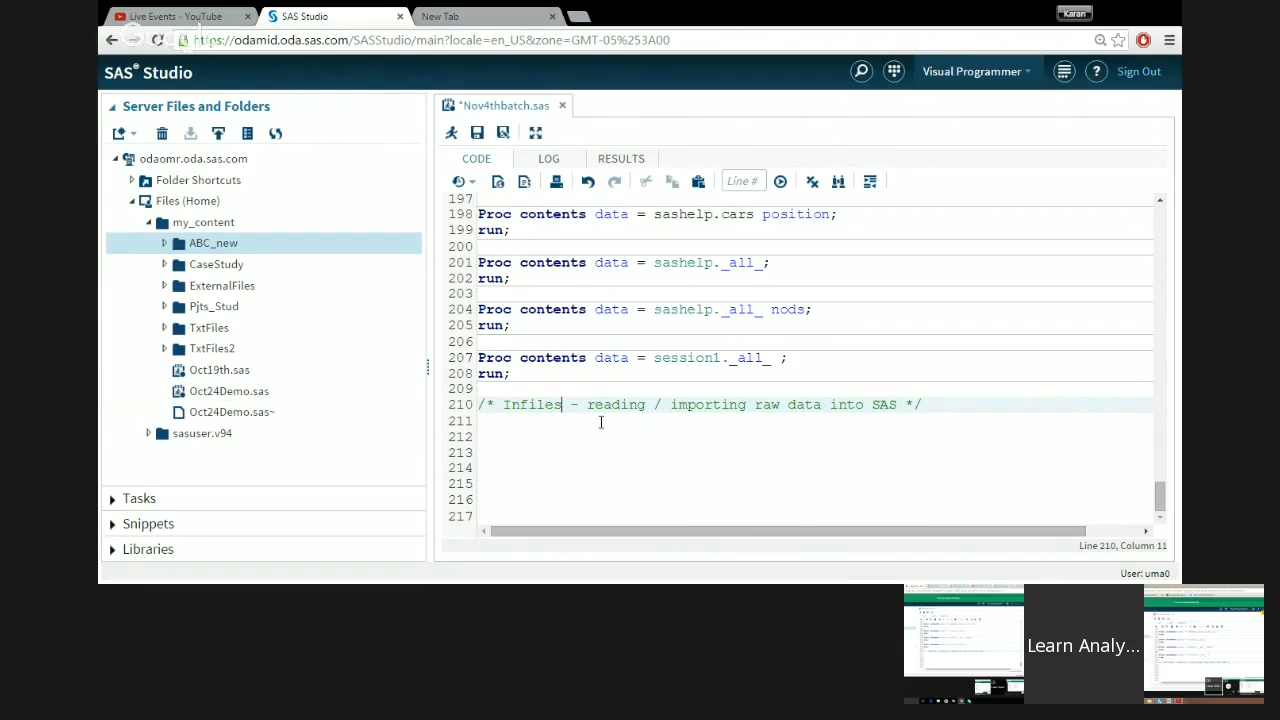 Live Events - YouTube
SAS Studio
New Tab
Karan
https://odamid.oda.sas.com/SASStudio/main?locale=en_US&zone=GMT-05%253A00
SAS® Studio
Visual Programmer
Sign Out
Server Files and Folders
odaomr.oda.sas.com
Folder Shortcuts
Files (Home)
my_content
ABC_new
CaseStudy
ExternalFiles
Pjts_Stud
TxtFiles
TxtFiles2
Oct19th.sas
Oct24Demo.sas
Oct24Demo.sas~
sasuser.v94
Tasks
Snippets
Libraries
*Nov4thbatch.sas
CODE LOG RESULTS
Line #
197
198 Proc contents data = sashelp.cars position;
199 run;
200
201 Proc contents data = sashelp._all_;
202 run;
203
204 Proc contents data = sashelp._all_ nods;
205 run;
206
207 Proc contents data = session1._all_ ;
208 run;
209
210 /* Infiles - reading / importing raw data into SAS */
211
212
213
214
215
216
217
Line 210, Column 11
User: uma0
Learn Analy...